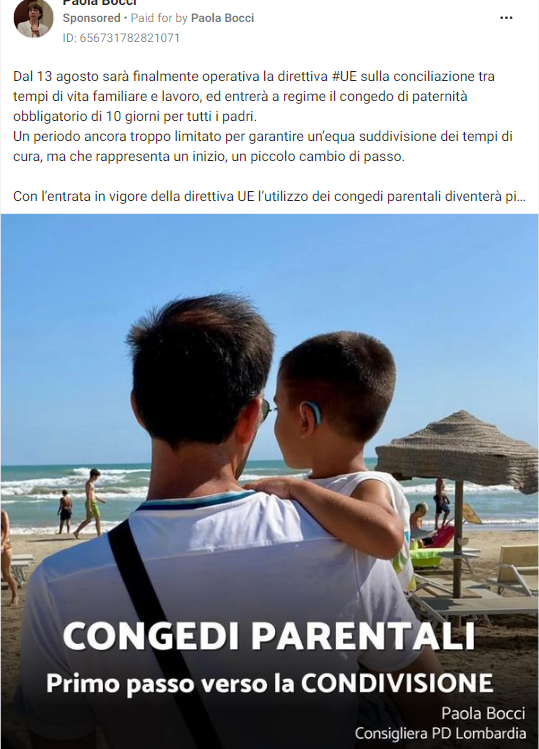 Paola Bocci
Sponsored • Paid for by Paola Bocci
ID: 656731782821071
Dal 13 agosto sarà finalmente operativa la direttiva #UE sulla conciliazione tra
tempi di vita familiare e lavoro, ed entrerà a regime il congedo di paternità
obbligatorio di 10 giorni per tutti i padri.
Un periodo ancora troppo limitato per garantire un'equa suddivisione dei tempi di
cura, ma che rappresenta un inizio, un piccolo cambio di passo.
Con l'entrata in vigore della direttiva UE l'utilizzo dei congedi parentali diventerà pi...
CONGEDI PARENTALI
Primo passo verso la CONDIVISIONE
Paola Bocci
Consigliera PD Lombardia